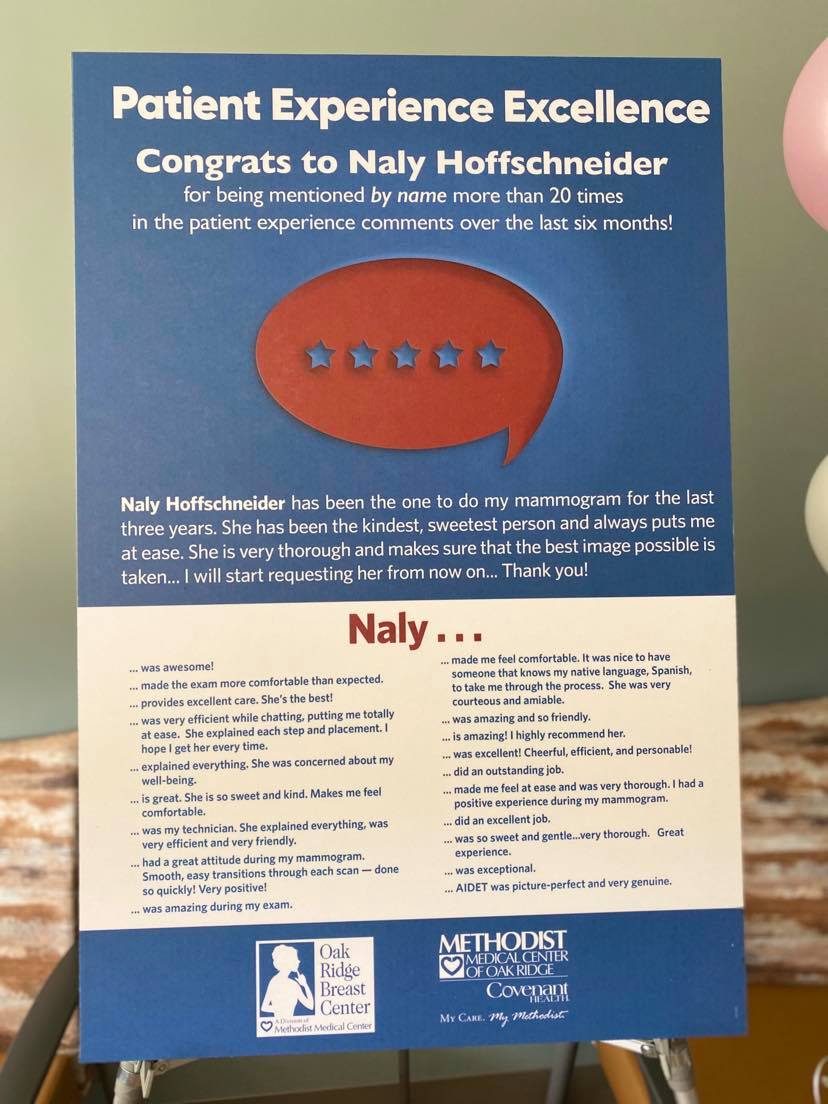 Patient Experience Excellence
Congrats to Naly Hoffschneider
for being mentioned by name more than 20 times
in the patient experience comments over the last six months!
Naly Hoffschneider has been the one to do my mammogram for the last
three years. She has been the kindest, sweetest person and always puts me
at ease. She is very thorough and makes sure that the best image possible is
taken... I will start requesting her from now on... Thank you!
Naly...
... was awesome!
... made the exam more comfortable than expected.
... provides excellent care. She's the best!
... was very efficient while chatting, putting me totally
at ease. She explained each step and placement. I
hope I get her every time.
... explained everything. She was concerned about my
well-being.
... is great. She is so sweet and kind. Makes me feel
comfortable.
... was my technician. She explained everything, was
very efficient and very friendly.
... had a great attitude during my mammogram.
Smooth, easy transitions through each scan — done
so quickly! Very positive!
... was amazing during my exam.
... made me feel comfortable. It was nice to have
someone that knows my native language, Spanish,
to take me through the process. She was very
courteous and amiable.
... was amazing and so friendly.
... is amazing! I highly recommend her.
... was excellent! Cheerful, efficient, and personable!
... did an outstanding job.
... made me feel at ease and was very thorough. I had a
positive experience during my mammogram.
... did an excellent job.
... was so sweet and gentle...very thorough. Great
experience.
... was exceptional.
... AIDET was picture-perfect and very genuine.
Oak
Ridge
Breast
Center
A Division of
Methodist Medical Center
METHODIST
MEDICAL CENTER
OF OAK RIDGE
Covenant
HEALTH
MY CARE. My Methodist.